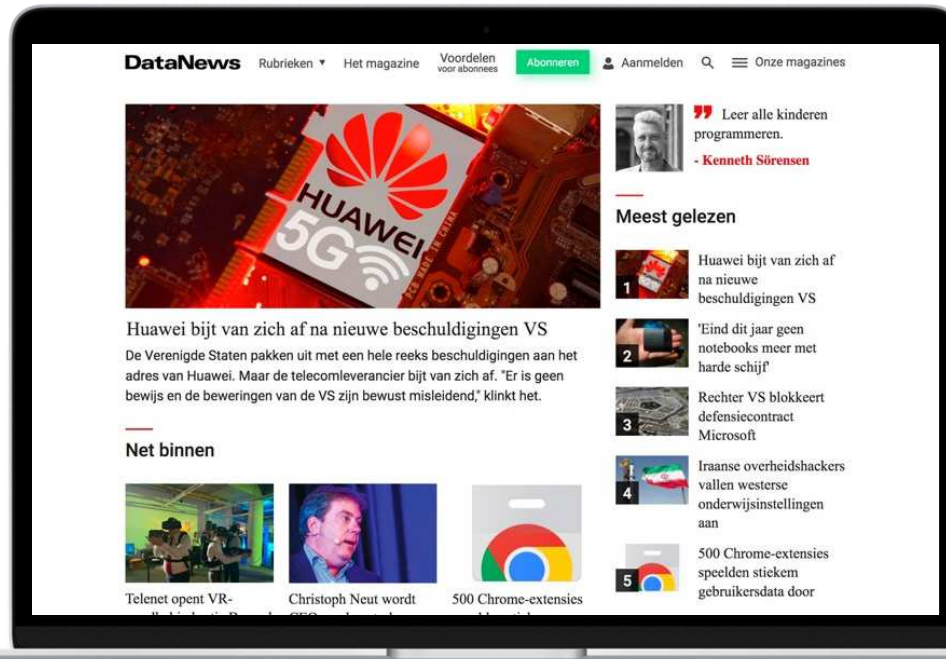 DataNews
Rubrieken ▼
Het magazine
Voordelen
voor abonnees
Abonneren
Aanmelden
Onze magazines
HUAWEI
5G
PCB MADE IN CHINA
Huawei bijt van zich af na nieuwe beschuldigingen VS
De Verenigde Staten pakken uit met een hele reeks beschuldigingen aan het
adres van Huawei. Maar de telecomleverancier bijt van zich af. "Er is geen
bewijs en de beweringen van de VS zijn bewust misleidend," klinkt het.
Net binnen
Telenet opent VR-
Christoph Neut wordt
500 Chrome-extensies
Leer alle kinderen
programmeren.
- Kenneth Sörensen
Meest gelezen
1
Huawei bijt van zich af
na nieuwe
beschuldigingen VS
2
'Eind dit jaar geen
notebooks meer met
harde schijf'
3
Rechter VS blokkeert
defensiecontract
Microsoft
4
Iraanse overheidshackers
vallen westerse
onderwijsinstellingen
aan
5
500 Chrome-extensies
speelden stiekem
gebruikersdata door